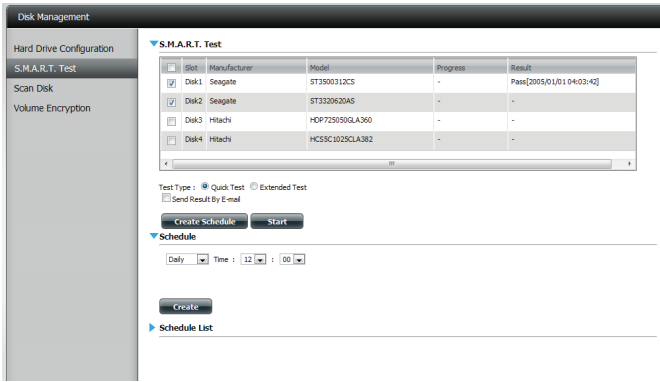 Disk Management
Hard Drive Configuration
S.M.A.R.T. Test
Scan Disk
Volume Encryption
S.M.A.R.T. Test
Slot Manufacturer Model Progress Result
Disk1 Seagate ST3500312CS - Pass[2005/01/01 04:03:42]
Disk2 Seagate ST3320620AS - -
Disk3 Hitachi HDP725050GLA360 - -
Disk4 Hitachi HCS5C1025CLA382 - -
Test Type : Quick Test Extended Test
Send Result By E-mail
Create Schedule Start
Schedule
Daily Time : 12 : 00
Create
Schedule List